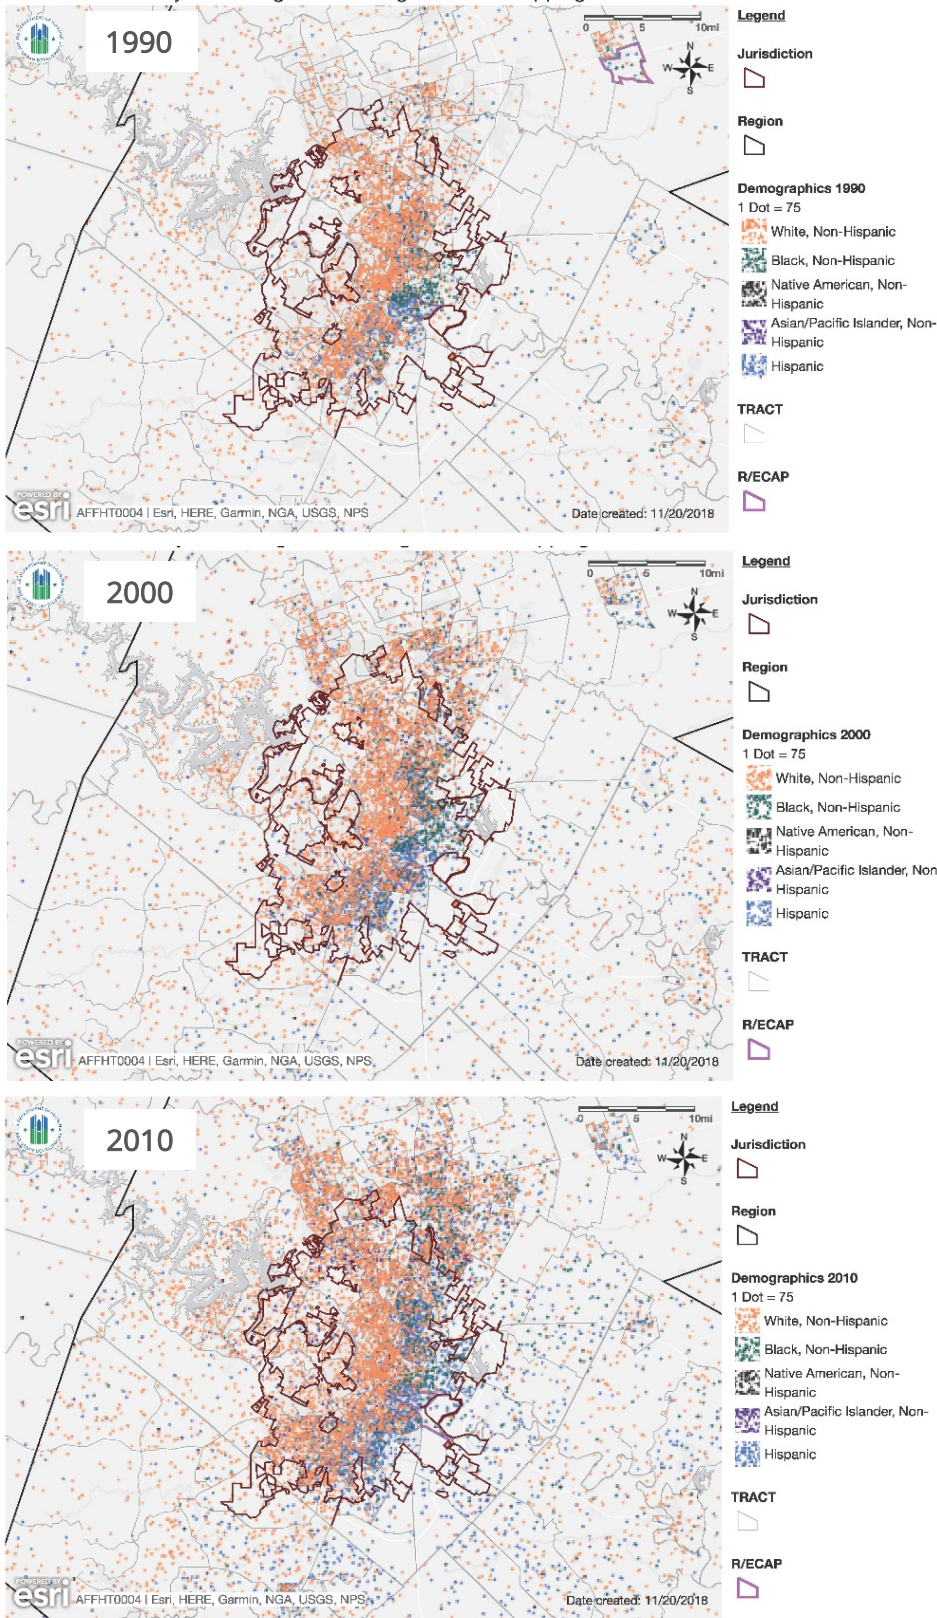 1990
0 5 10mi
N
W E
S
Legend
Jurisdiction
Region
Demographics 1990
1 Dot = 75
White, Non-Hispanic
Black, Non-Hispanic
Native American, Non-
Hispanic
Asian/Pacific Islander, Non-
Hispanic
Hispanic
TRACT
R/ECAP
POWERED BY
esri
AFFHT0004 | Esri, HERE, Garmin, NGA, USGS, NPS
Date created: 11/20/2018
2000
0 5 10mi
N
W E
S
Legend
Jurisdiction
Region
Demographics 2000
1 Dot = 75
White, Non-Hispanic
Black, Non-Hispanic
Native American, Non-
Hispanic
Asian/Pacific Islander, Non
Hispanic
Hispanic
TRACT
R/ECAP
POWERED BY
esri
AFFHT0004 | Esri, HERE, Garmin, NGA, USGS, NPS
Date created: 11/20/2018
2010
0 5 10mi
N
W E
S
Legend
Jurisdiction
Region
Demographics 2010
1 Dot = 75
White, Non-Hispanic
Black, Non-Hispanic
Native American, Non-
Hispanic
Asian/Pacific Islander, Non-
Hispanic
Hispanic
TRACT
R/ECAP
POWERED BY
esri
AFFHT0004 | Esri, HERE, Garmin, NGA, USGS, NPS
Date created: 11/20/2018